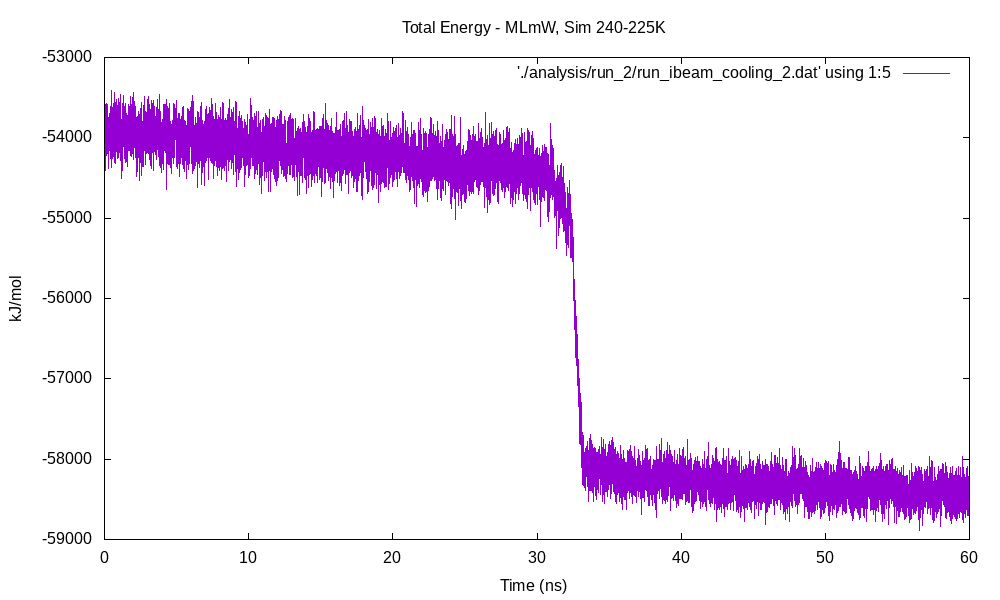 Total Energy - MLmW, Sim 240-225K
'./analysis/run_2/run_ibeam_cooling_2.dat' using 1:5
-53000
-54000
-55000
-56000
-57000
-58000
-59000
kJ/mol
0 10 20 30 40 50 60
Time (ns)